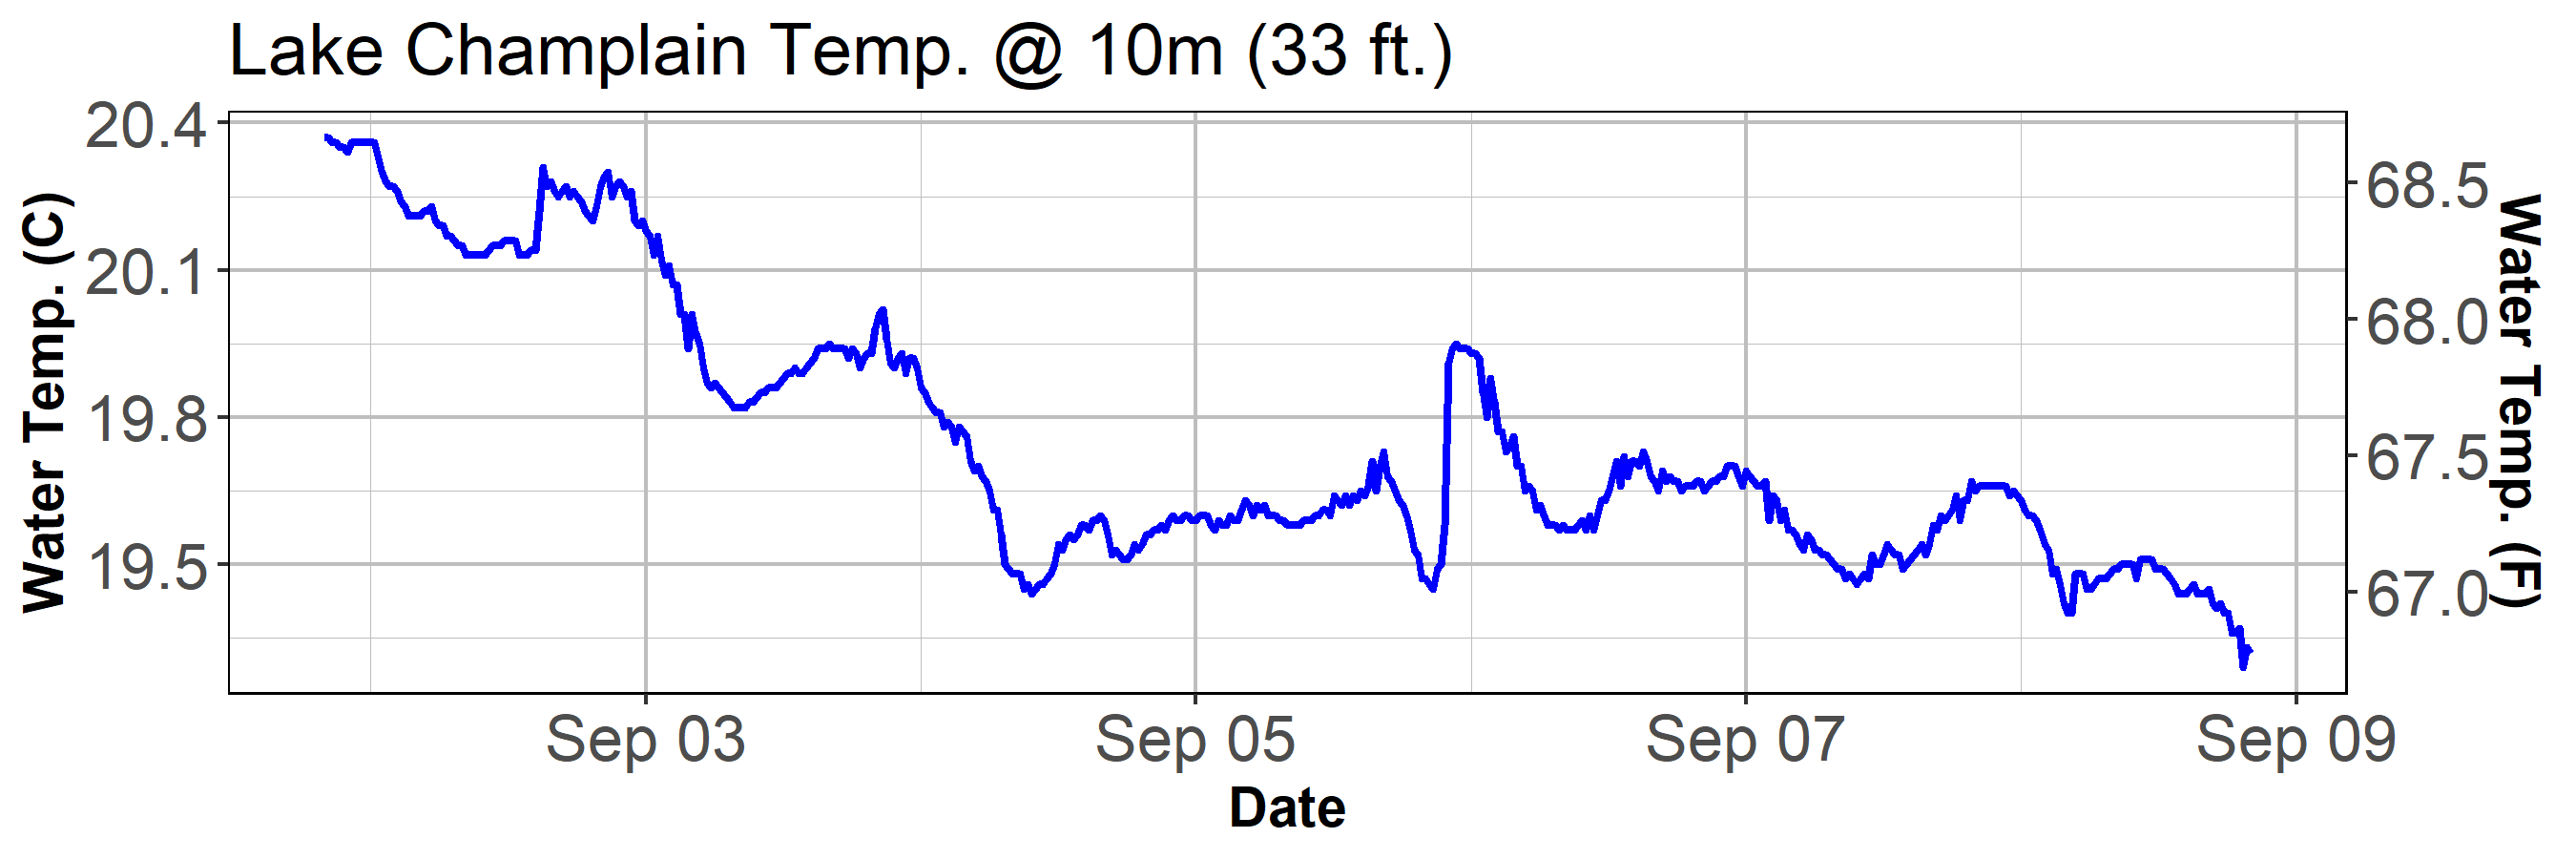 Lake Champlain Temp. @ 10m (33 ft.)
Water Temp. (C)
20.4
20.1
19.8
19.5
68.5
68.0
67.5
67.0
Water Temp. (F)
Sep 03 Sep 05 Sep 07 Sep 09
Date